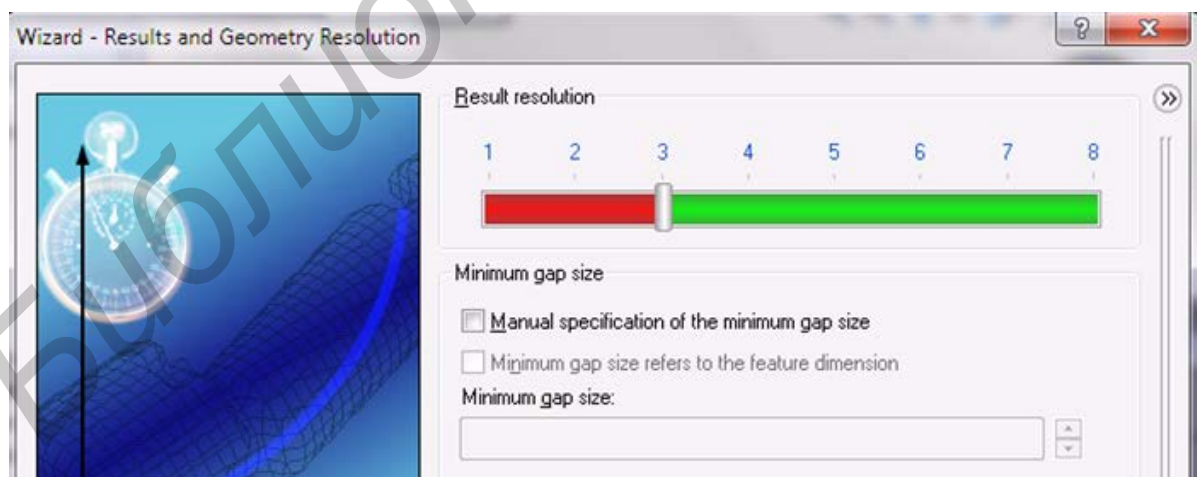 Wizard - Results and Geometry Resolution
Result resolution
1 2 3 4 5 6 7 8
Minimum gap size
Manual specification of the minimum gap size
Minimum gap size refers to the feature dimension
Minimum gap size: